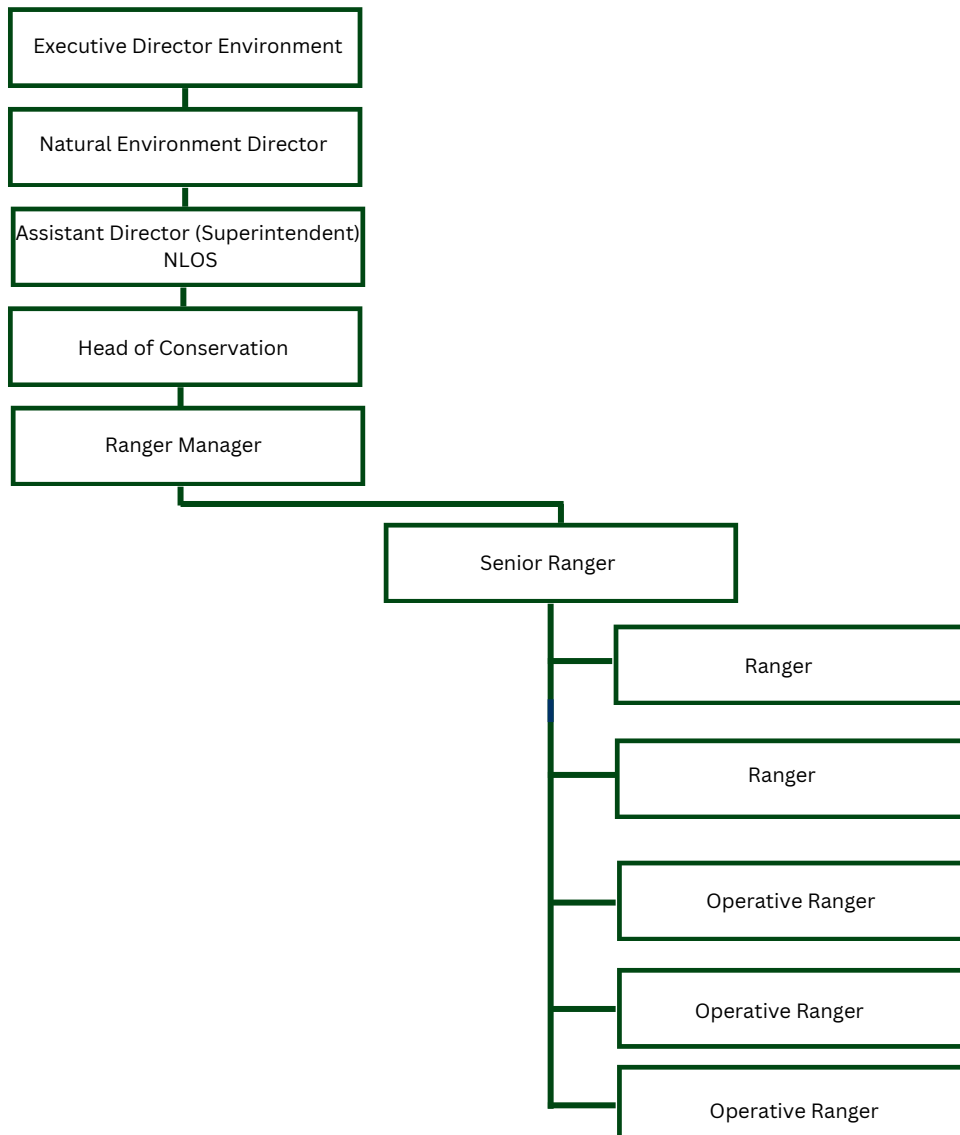 Executive Director Environment
Natural Environment Director
Assistant Director (Superintendent)
NLOS
Head of Conservation
Ranger Manager
Senior Ranger
Ranger
Ranger
Operative Ranger
Operative Ranger
Operative Ranger